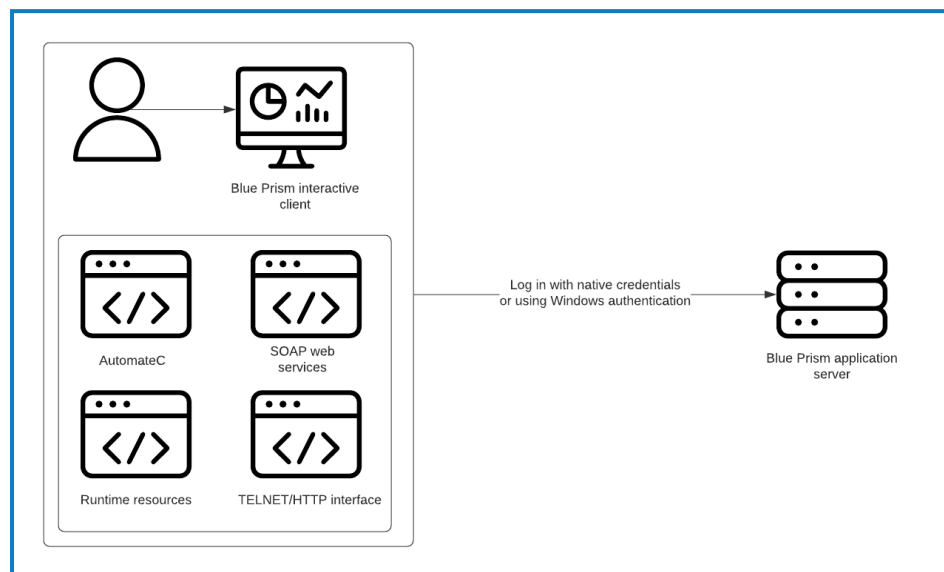 Blue Prism interactive
client
Log in with native credentials
or using Windows authentication
AutomateC
SOAP web
services
Blue Prism application
server
Runtime resources
TELNET/HTTP interface